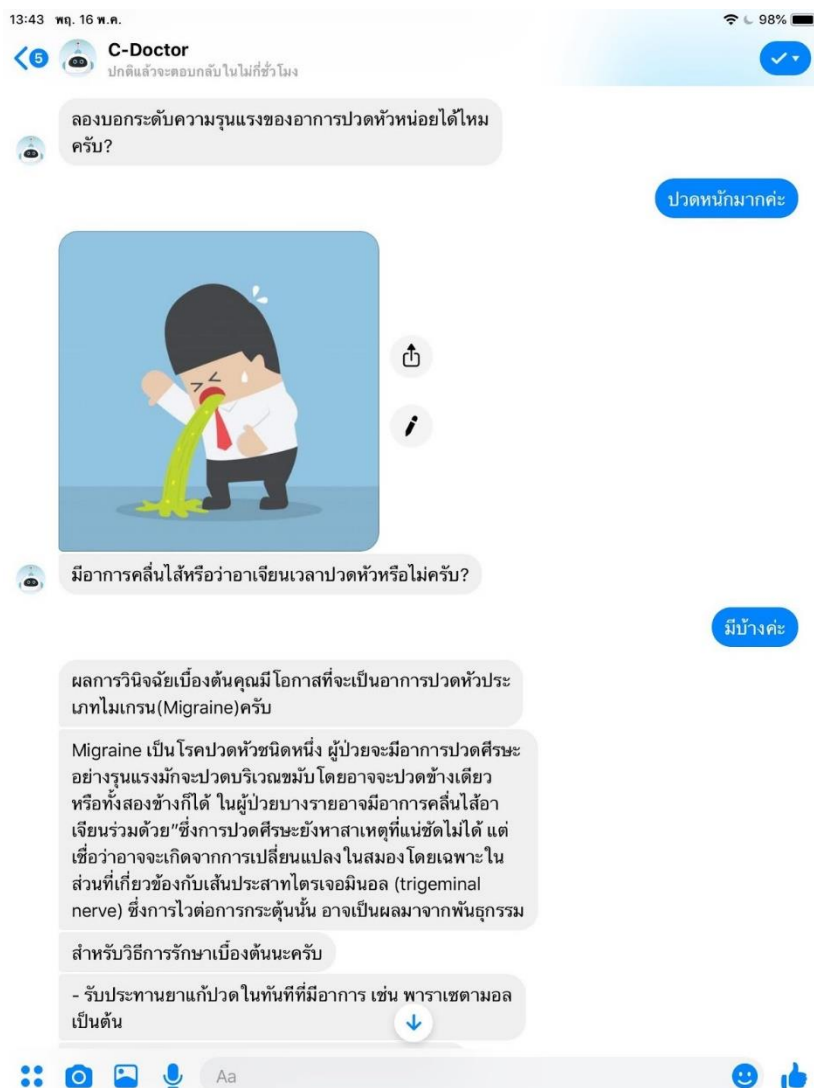 13:43 พฤ. 16 พ.ค.
98%
5
C-Doctor
ปกติแล้วจะตอบกลับในไม่กี่ชั่วโมง
ลองบอกระดับความรุนแรงของอาการปวดหัวหน่อยได้ไหม
ครับ?
ปวดหนักมากค่ะ
มีอาการคลื่นไส้หรือว่าอาเจียนเวลาปวดหัวหรือไม่ครับ?
มีบ้างค่ะ
ผลการวินิจฉัยเบื้องต้นคุณมีโอกาสที่จะเป็นอาการปวดหัวประ
เภทไมเกรน(Migraine)ครับ
Migraine เป็นโรคปวดหัวชนิดหนึ่ง ผู้ป่วยจะมีอาการปวดศีรษะ
อย่างรุนแรงมักจะปวดบริเวณขมับโดยอาจจะปวดข้างเดียว
หรือทั้งสองข้างก็ได้ ในผู้ป่วยบางรายอาจมีอาการคลื่นไส้อา
เจียนร่วมด้วย"ซึ่งการปวดศีรษะยังหาสาเหตุที่แน่ชัดไม่ได้ แต่
เชื่อว่าอาจจะเกิดจากการเปลี่ยนแปลงในสมองโดยเฉพาะใน
ส่วนที่เกี่ยวข้องกับเส้นประสาทไตรเจอมินอล (trigeminal
nerve) ซึ่งการไวต่อการกระตุ้นนั้น อาจเป็นผลมาจากพันธุกรรม
สำหรับวิธีการรักษาเบื้องต้นนะครับ
- รับประทานยาแก้ปวดในทันทีที่มีอาการ เช่น พาราเซตามอล
เป็นต้น
Aa